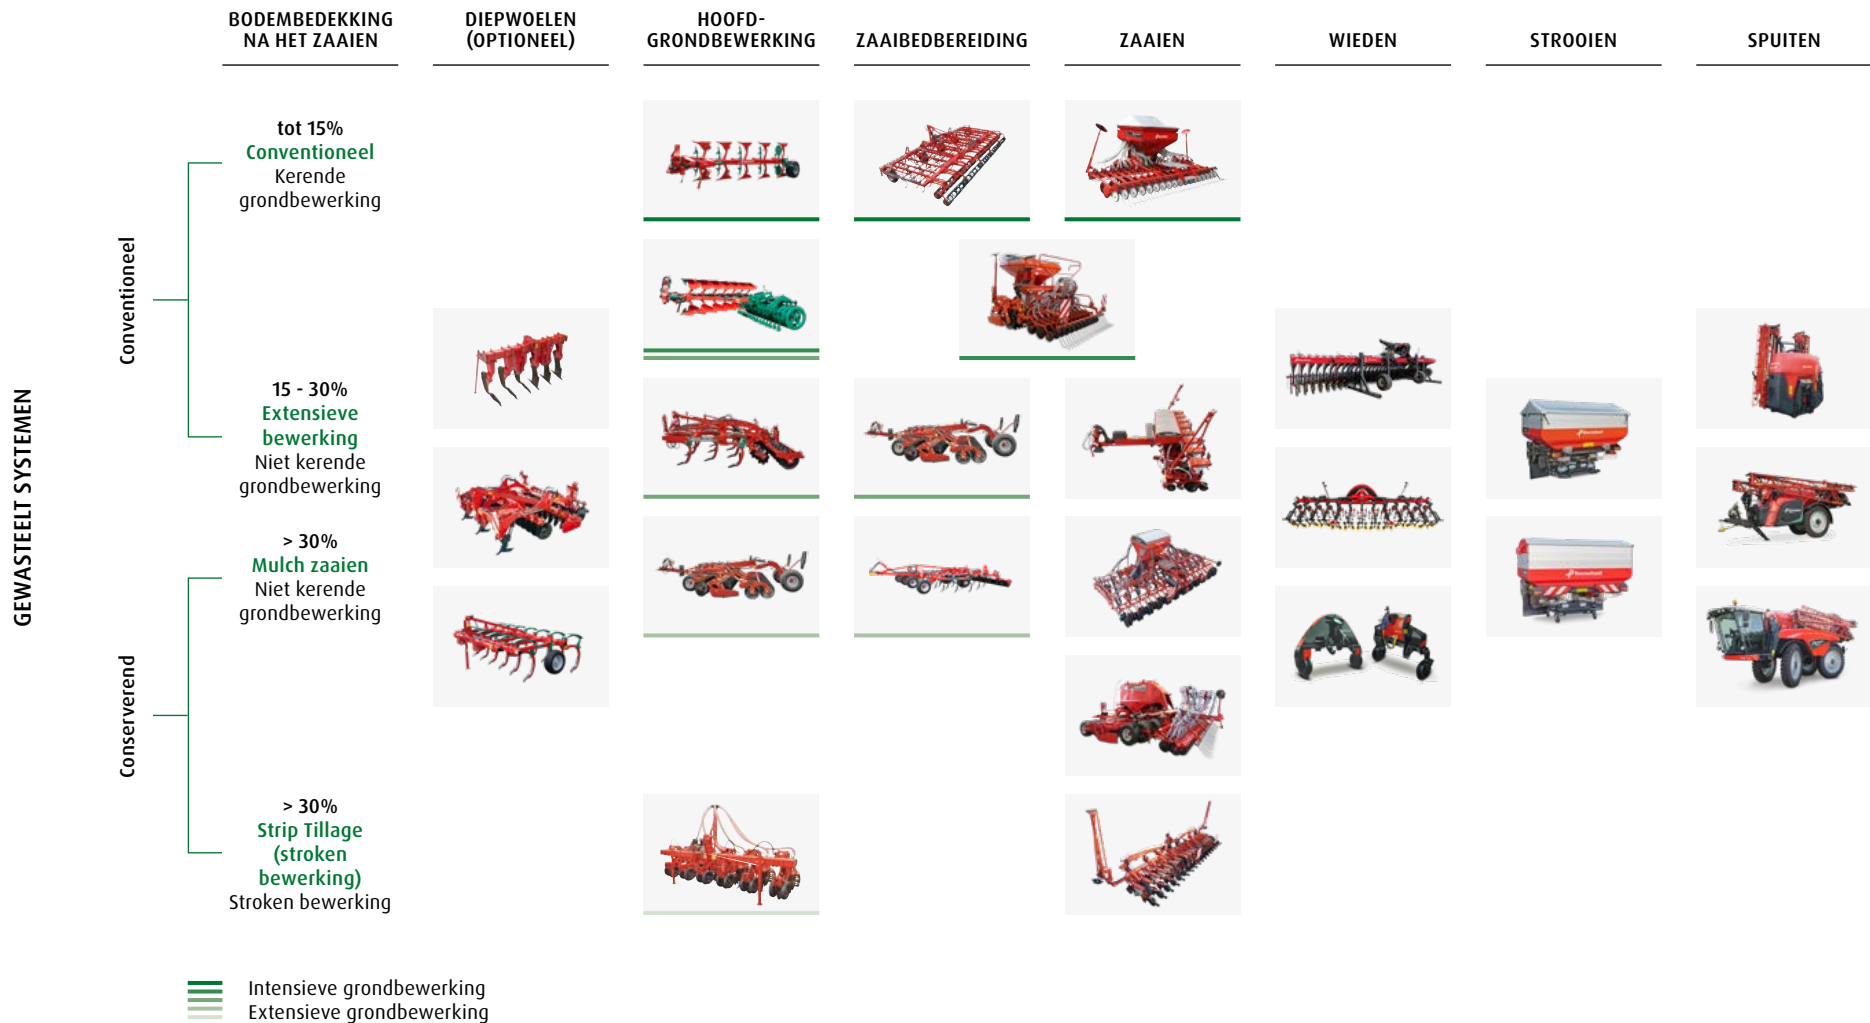 BODEMBEDEKKING
NA HET ZAAIEN
DIEPWOELEN
(OPTIONEEL)
HOOFD-
GRONDBEWERKING
ZAAIBEDBEREIDING
ZAAIEN
WIEDEN
STROOIEN
SPUITEN
GEWASTEELT SYSTEMEN
Conventioneel
tot 15%
Conventioneel
Kerende
grondbewerking
15 - 30%
Extensieve
bewerking
Niet kerende
grondbewerking
Conserverend
> 30%
Mulch zaaien
Niet kerende
grondbewerking
> 30%
Strip Tillage
(stroken
bewerking)
Stroken bewerking
Intensieve grondbewerking
Extensieve grondbewerking